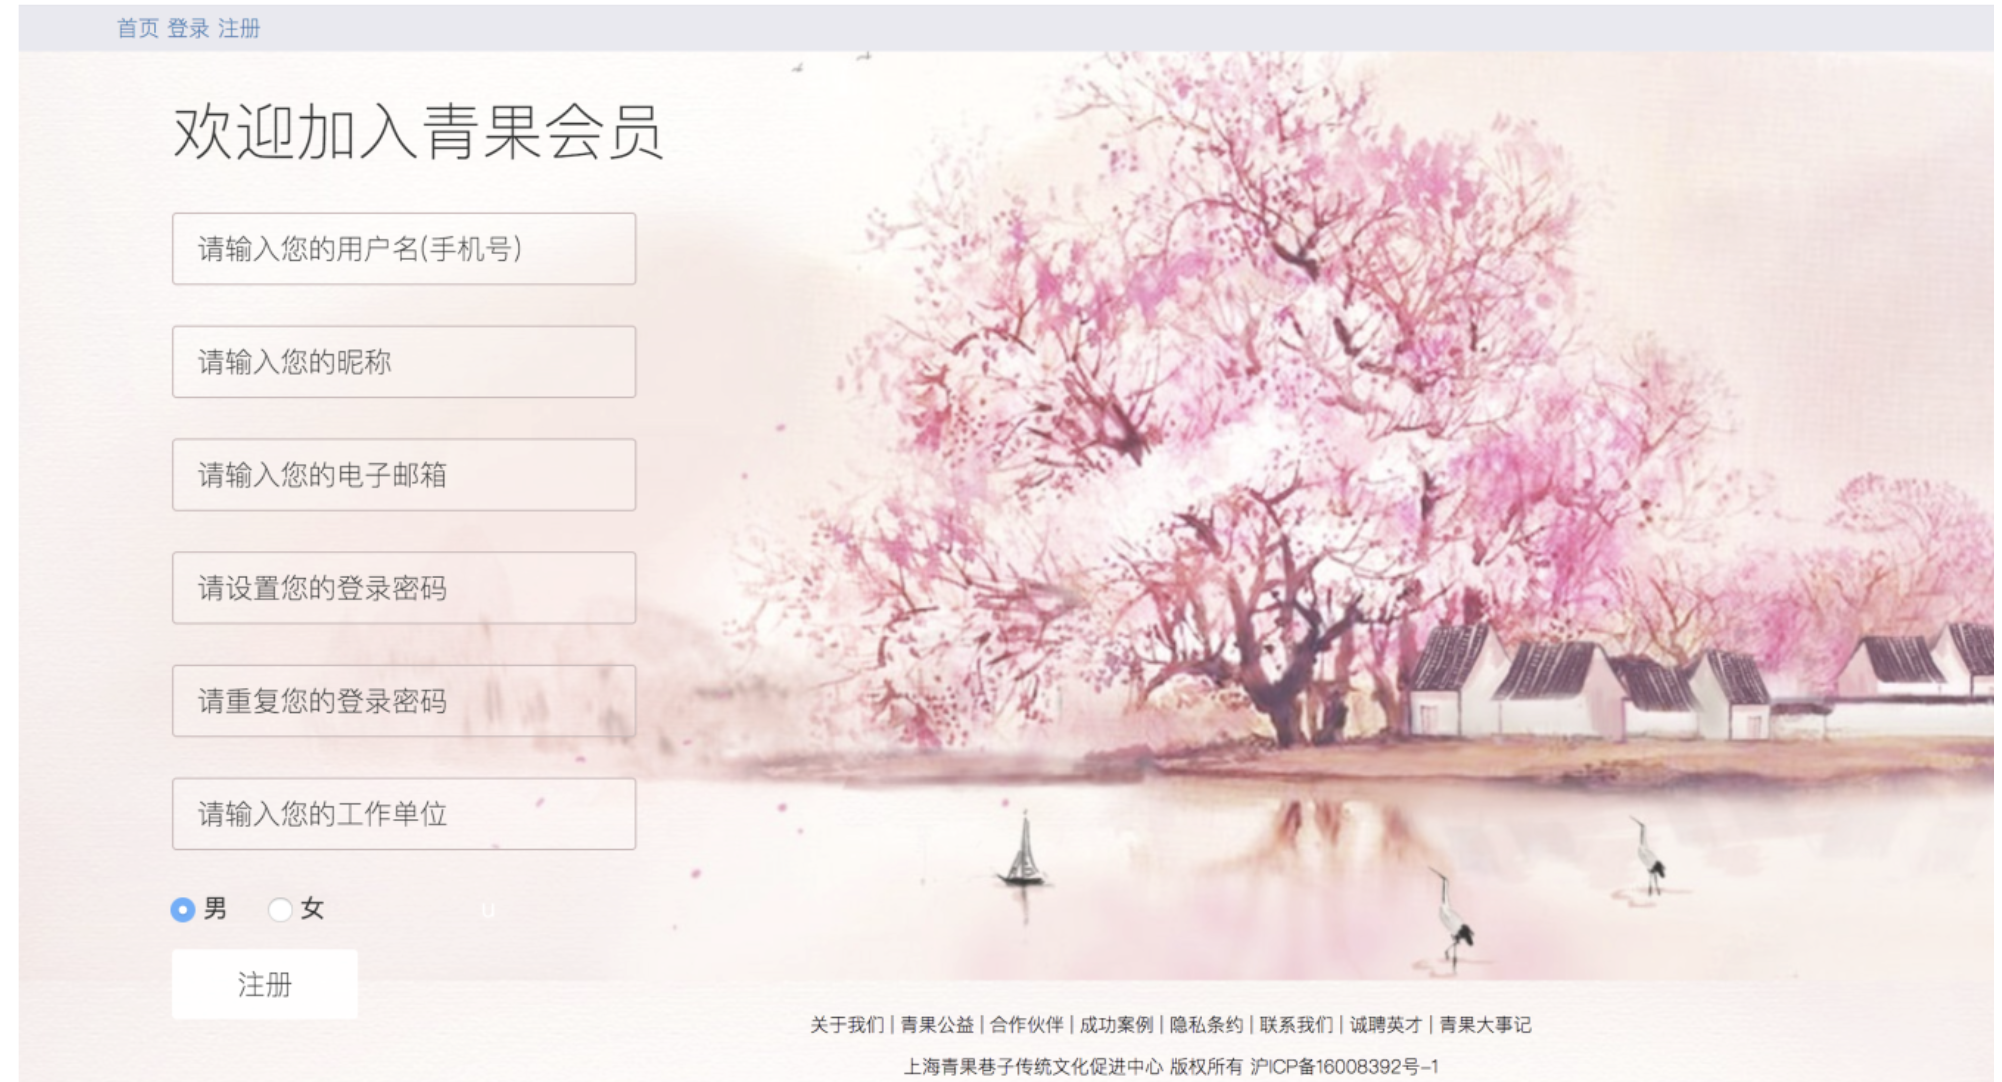 首页 登录 注册
欢迎加入青果会员
请输入您的用户名(手机号)
请输入您的昵称
请输入您的电子邮箱
请设置您的登录密码
请重复您的登录密码
请输入您的工作单位
男 女 u
注册
关于我们 | 青果公益 | 合作伙伴 | 成功案例 | 隐私条约 | 联系我们 | 诚聘英才 | 青果大事记
上海青果巷子传统文化促进中心 版权所有 沪ICP备16008392号-1